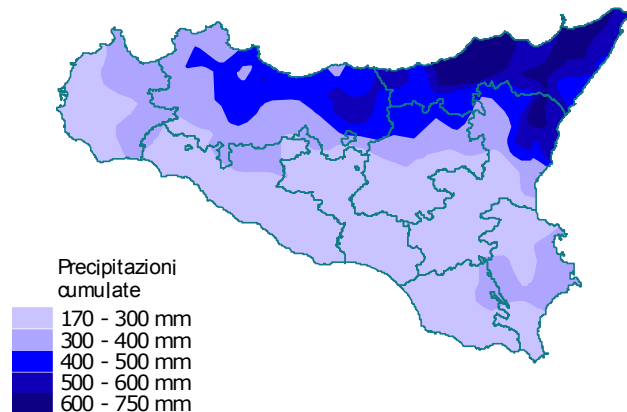 Precipitazioni
cumulate
170 - 300 mm
300 - 400 mm
400 - 500 mm
500 - 600 mm
600 - 750 mm